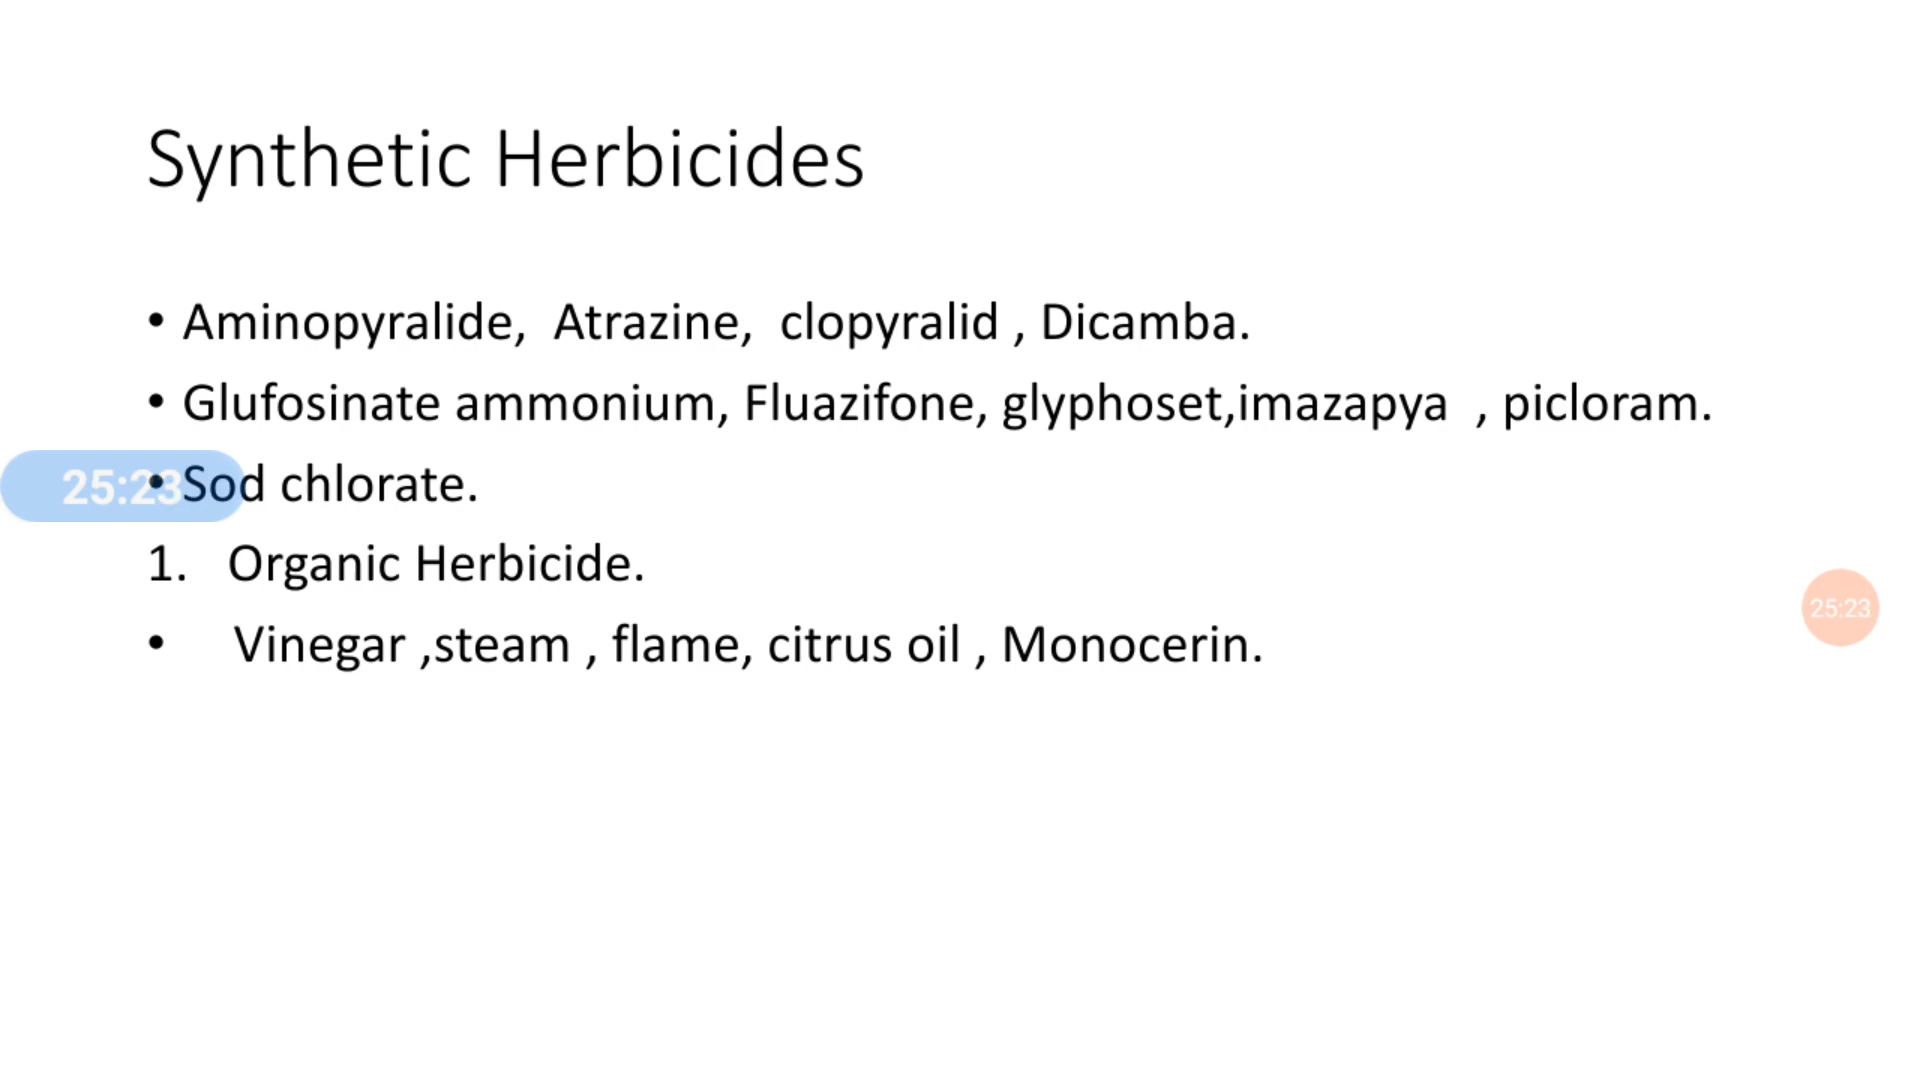 Synthetic Herbicides
• Aminopyralide, Atrazine, clopyralid , Dicamba.
• Glufosinate ammonium, Fluazifone, glyphoset,imazapya , picloram.
25:23
• Sod chlorate.
1. Organic Herbicide.
25:23
• Vinegar ,steam , flame, citrus oil , Monocerin.